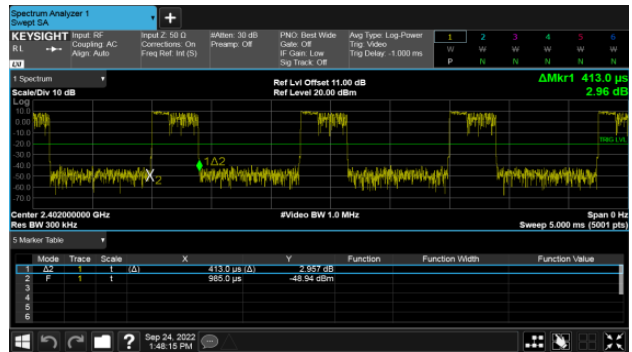 Spectrum Analyzer 1
Swept SA
+
KEYSIGHT Input: RF Input Z: 50 Ω #Atten: 30 dB PNO: Best Wide Avg Type: Log-Power 1 2 3 4 5 6
RL Coupling: AC Corrections: On Preamp: Off Gate: Off Trig: Video W W W W W W
Align: Auto Freq Ref: Int (S) IF Gain: Low Trig Delay: -1.000 ms P N N N N N
LXI Sig Track: Off
1 Spectrum
ΔMkr1 413.0 µs
Ref Lvl Offset 11.00 dB
Scale/Div 10 dB Ref Level 20.00 dBm 2.96 dB
Log
10.0
0.00
-10.0
-20.0 TRIG LVL
-30.0
-40.0 1Δ2
-50.0 X2
-60.0
-70.0
Center 2.402000000 GHz #Video BW 1.0 MHz Span 0 Hz
Res BW 300 kHz Sweep 5.000 ms (5001 pts)
5 Marker Table
Mode Trace Scale X Y Function Function Width Function Value
1 Δ2 1 t (Δ) 413.0 µs (Δ) 2.957 dB
2 F 1 t 985.0 µs -48.94 dBm
3
4
5
6
? Sep 24, 2022
1:48:15 PM